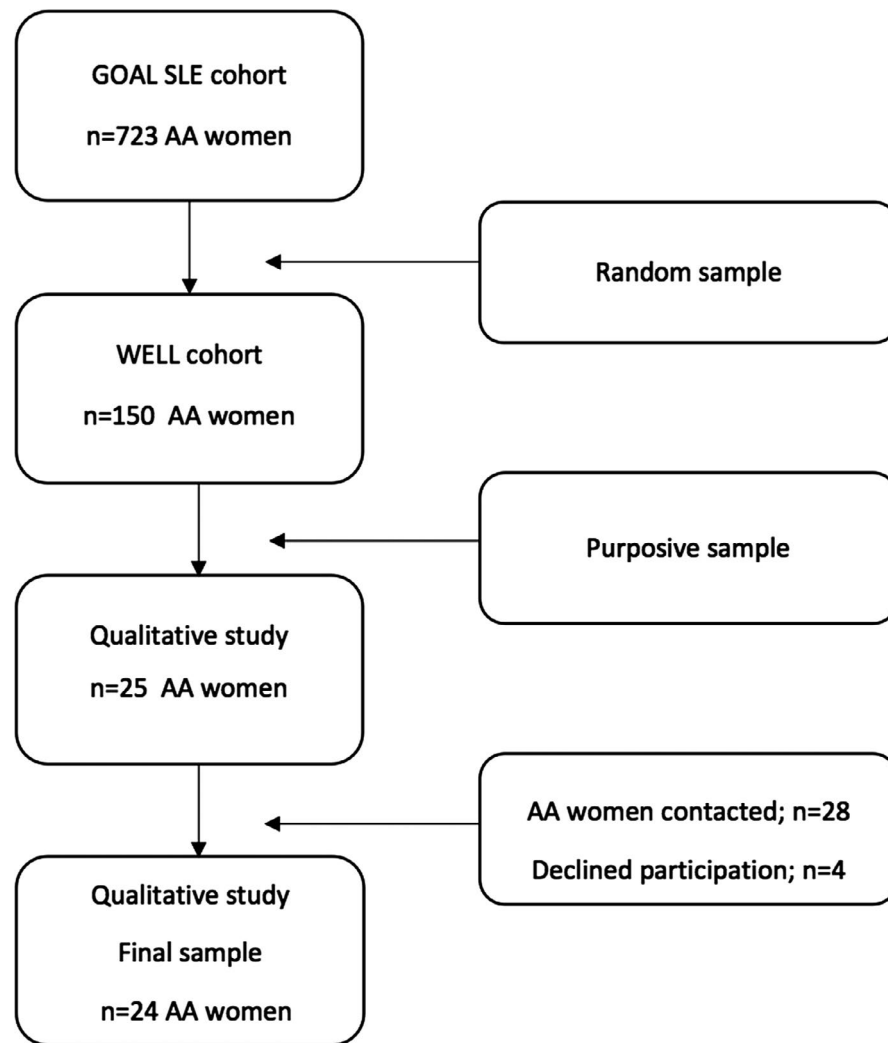 GOAL SLE cohort
n=723 AA women
Random sample
WELL cohort
n=150 AA women
Purposive sample
Qualitative study
n=25 AA women
AA women contacted; n=28
Declined participation; n=4
Qualitative study
Final sample
n=24 AA women